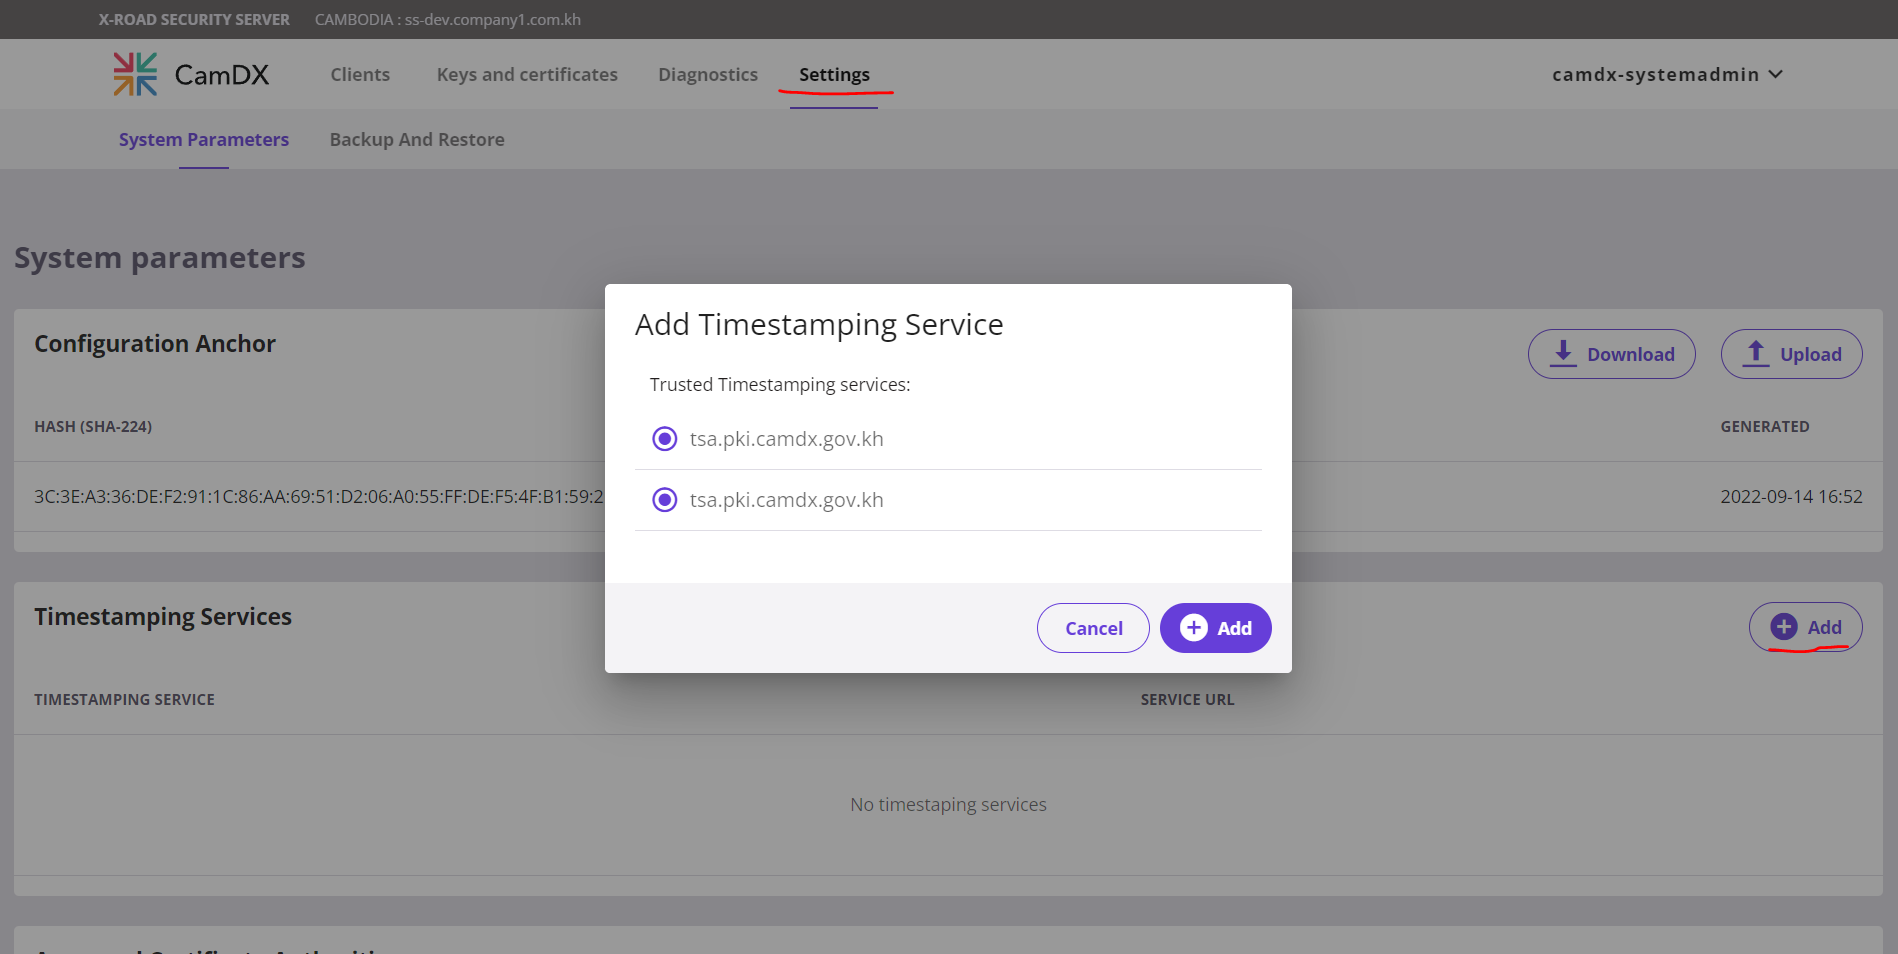 X-ROAD SECURITY SERVER CAMBODIA : ss-dev.company1.com.kh
CamDX Clients Keys and certificates Diagnostics Settings camdx-systemadmin
System Parameters Backup And Restore
System parameters
Configuration Anchor
Download Upload
HASH (SHA-224) GENERATED
3C:3E:A3:36:DE:F2:91:1C:86:AA:69:51:D2:06:A0:55:FF:DE:F5:4F:B1:59:2 2022-09-14 16:52
Add Timestamping Service
Trusted Timestamping services:
tsa.pki.camdx.gov.kh
tsa.pki.camdx.gov.kh
Cancel Add
Timestamping Services
Add
TIMESTAMPING SERVICE SERVICE URL
No timestaping services